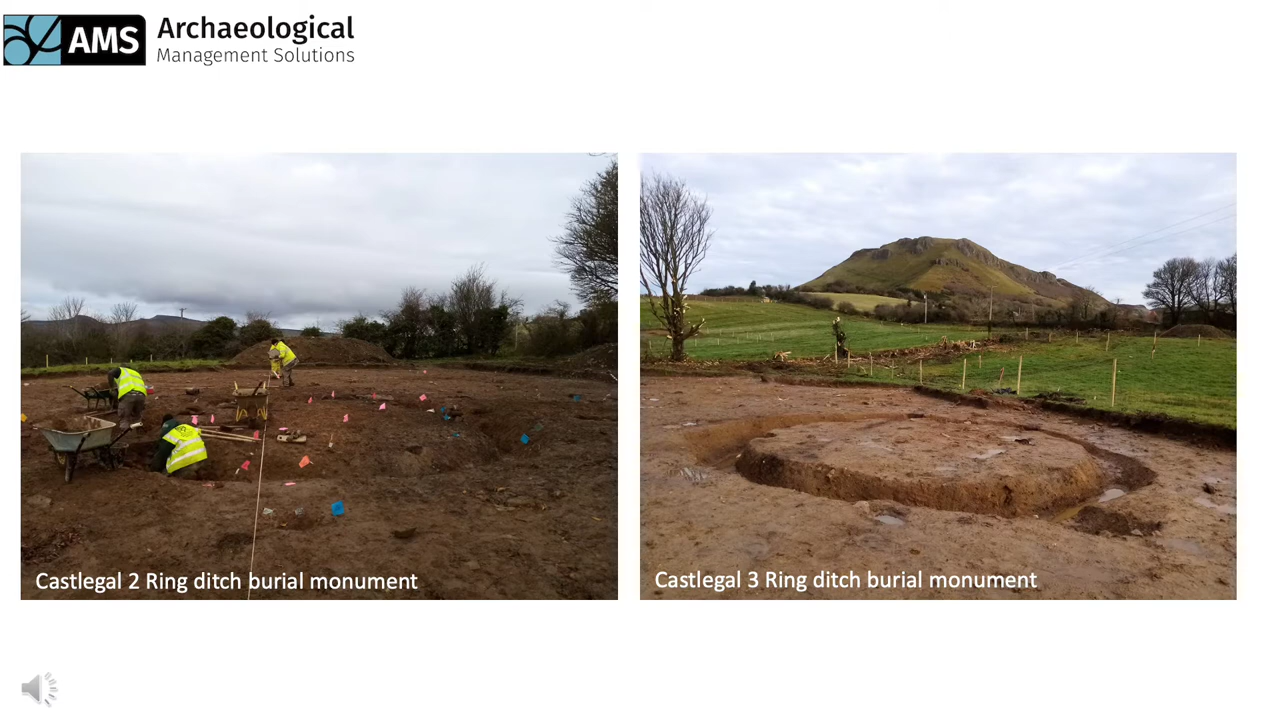 AMS
Archaeological
Management Solutions
Castlegal 2 Ring ditch burial monument
Castlegal 3 Ring ditch burial monument